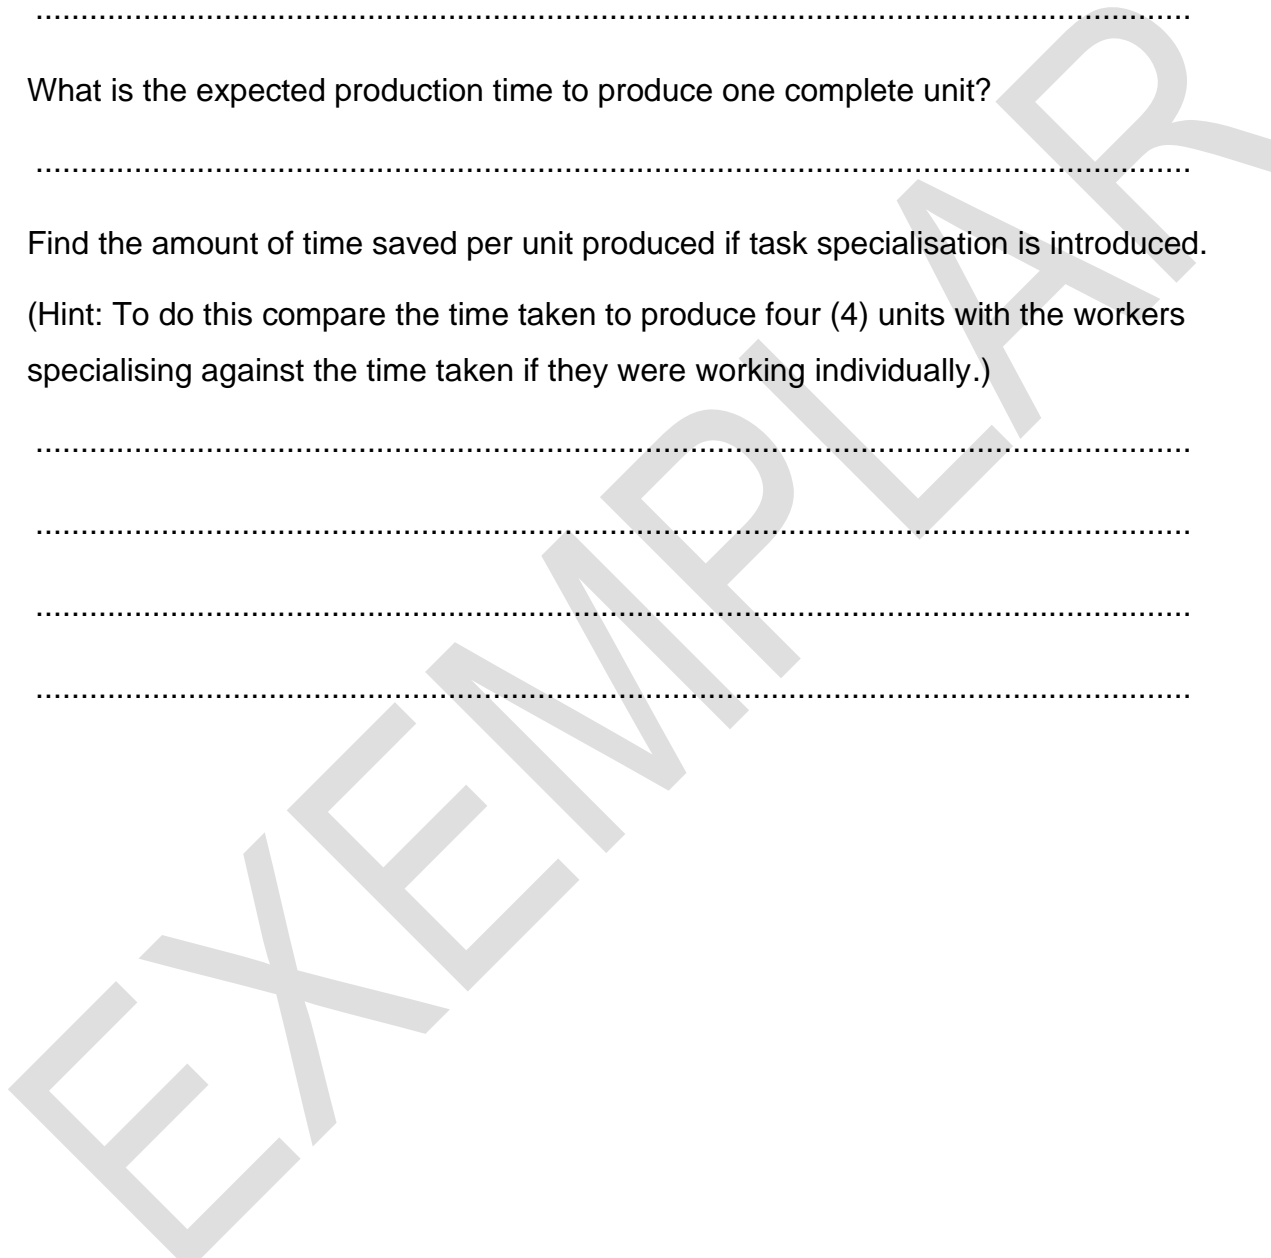 What is the expected production time to produce one complete unit?
Find the amount of time saved per unit produced if task specialisation is introduced.
(Hint: To do this compare the time taken to produce four (4) units with the workers
specialising against the time taken if they were working individually.)
EXEMPLAR